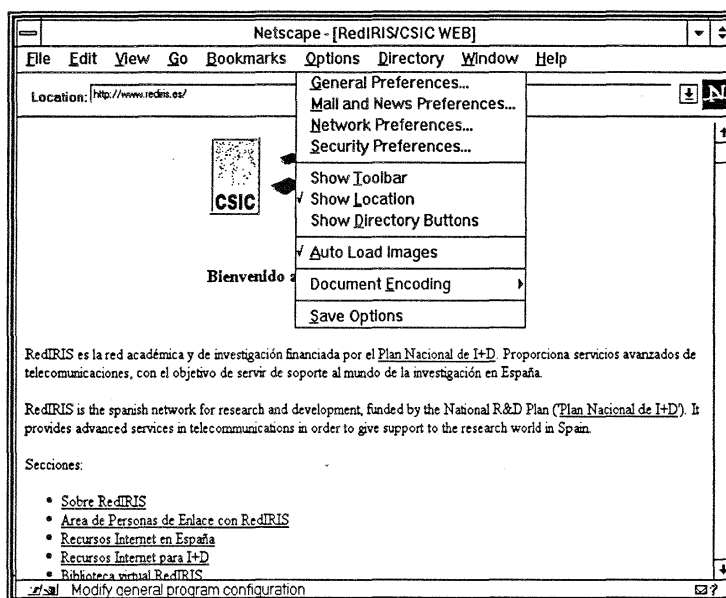 Netscape - [RedIRIS/CSIC WEB]
File Edit View Go Bookmarks Options Directory Window Help
Location: http://www.rediris.es/
N
General Preferences...
Mail and News Preferences...
Network Preferences...
Security Preferences...
Show Toolbar
√ Show Location
Show Directory Buttons
√ Auto Load Images
Document Encoding
Save Options
CSIC
Bienvenido a
RedIRIS es la red académica y de investigación financiada por el Plan Nacional de I+D. Proporciona servicios avanzados de
telecomunicaciones, con el objetivo de servir de soporte al mundo de la investigación en España.
RedIRIS is the spanish network for research and development, funded by the National R&D Plan ('Plan Nacional de I+D'). It
provides advanced services in telecommunications in order to give support to the research world in Spain.
Secciones:
• Sobre RedIRIS
• Area de Personas de Enlace con RedIRIS
• Recursos Internet en España
• Recursos Internet para I+D
• Biblioteca virtual RedIRIS
Modify general program configuration